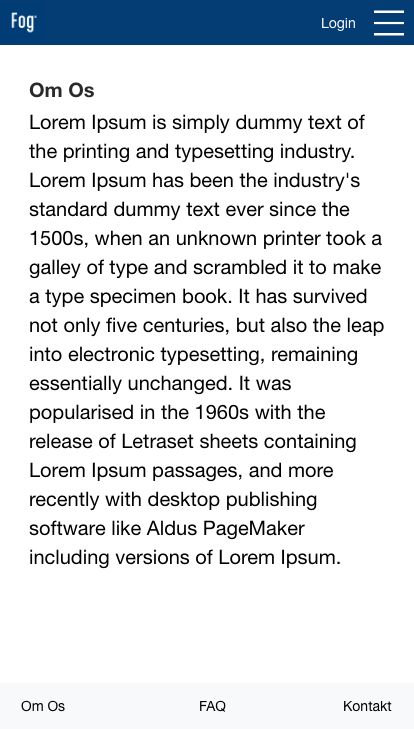 Fog
Login
Om Os
Lorem Ipsum is simply dummy text of
the printing and typesetting industry.
Lorem Ipsum has been the industry's
standard dummy text ever since the
1500s, when an unknown printer took a
galley of type and scrambled it to make
a type specimen book. It has survived
not only five centuries, but also the leap
into electronic typesetting, remaining
essentially unchanged. It was
popularised in the 1960s with the
release of Letraset sheets containing
Lorem Ipsum passages, and more
recently with desktop publishing
software like Aldus PageMaker
including versions of Lorem Ipsum.
Om Os
FAQ
Kontakt